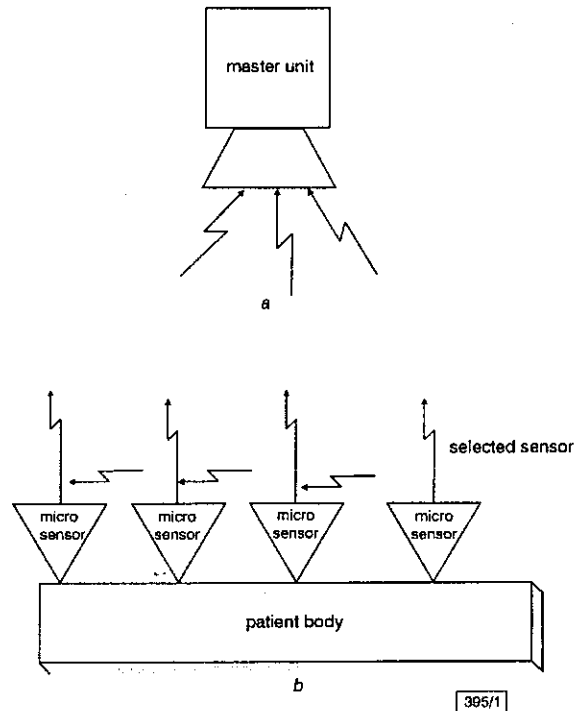 master unit
a
selected sensor
micro
sensor
micro
sensor
micro
sensor
micro
sensor
patient body
b
395/1